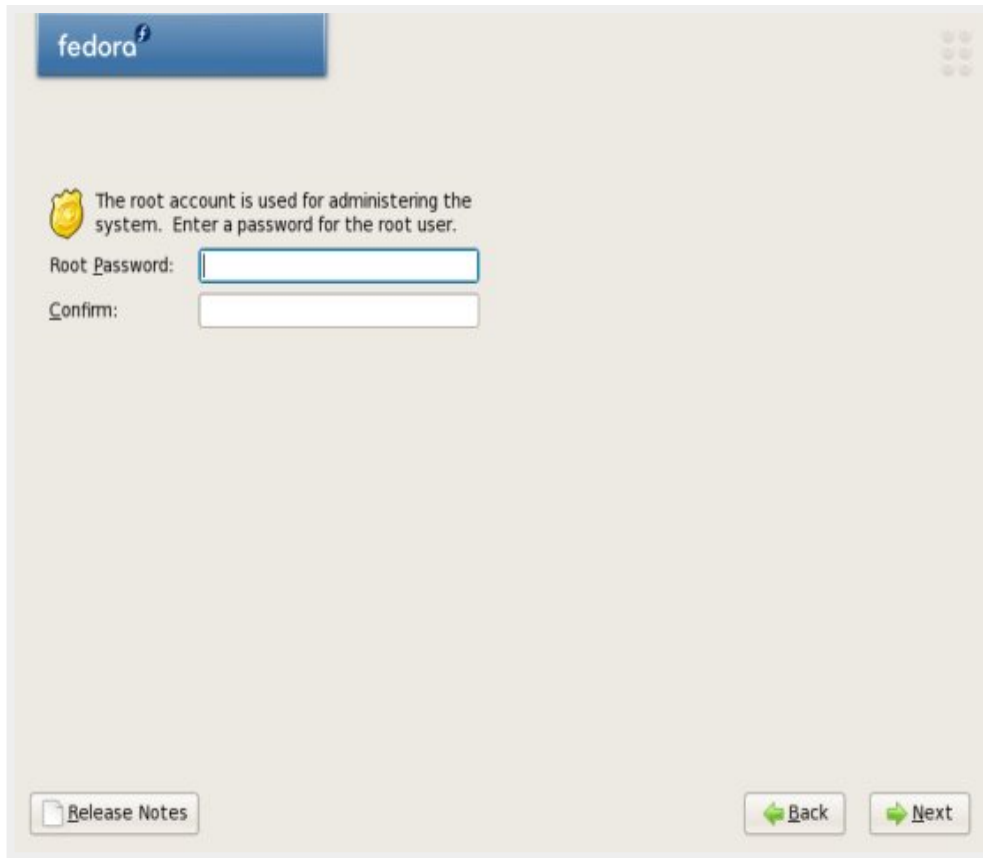 fedora
The root account is used for administering the
system. Enter a password for the root user.
Root Password:
Confirm:
Release Notes
Back
Next